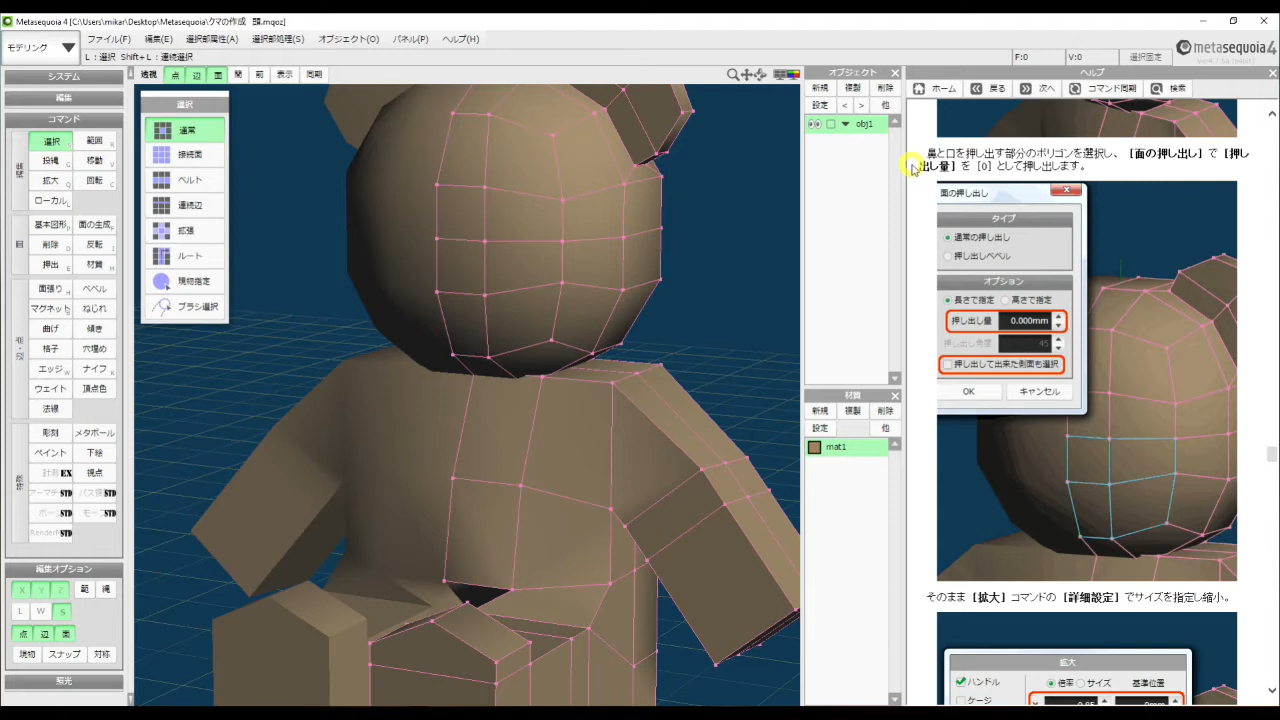 Metasequoia 4 [C:\Users\mikar\Desktop\Metasequoia\クマの作成　頭.mqoz]
モデリング
ファイル(F) 編集(E) 選択部属性(A) 選択部処理(S) オブジェクト(O) パネル(P) ヘルプ(H)
metasequoia 4
Ver4.7.5a (64bit)
L：選択 Shift+L：連続選択
F:0 V:0 選択固定
システム
編集
コマンド
選択 範囲
投縄 移動
拡大 回転
ローカル
基本図形 面の生成
削除 反転
押出 材質
面張り ベベル
マグネット ねじれ
曲げ 傾き
格子 穴埋め
エッジ ナイフ
ウェイト 頂点色
法線
彫刻 メタボール
ペイント 下絵
計測 EX 視点
STD STD
STD STD
STD
編集オプション
X Y Z 範 縄
L W S
点 辺 面
現物 スナップ 対称
照光
透視 点 辺 面 簡 前 表示 同期
選択
通常
接続面
ベルト
連続辺
拡張
ルート
現物指定
ブラシ選択
オブジェクト
新規 複製 削除
設定 < > 他
obj1
材質
新規 複製 削除
設定 他
mat1
ヘルプ
ホーム 戻る 次へ コマンド同期 検索
鼻と口を押し出す部分のポリゴンを選択し、［面の押し出し］で［押し
出し量］を［0］として押し出します。
面の押し出し
タイプ
通常の押し出し
押し出しベベル
オプション
長さで指定 高さで指定
押し出し量 0.000mm
押し出し角度 45
押し出して出来た側面も選択
OK キャンセル
そのまま［拡大］コマンドの［詳細設定］でサイズを指定し縮小。
拡大
ハンドル 倍率 サイズ 基準位置
ケージ